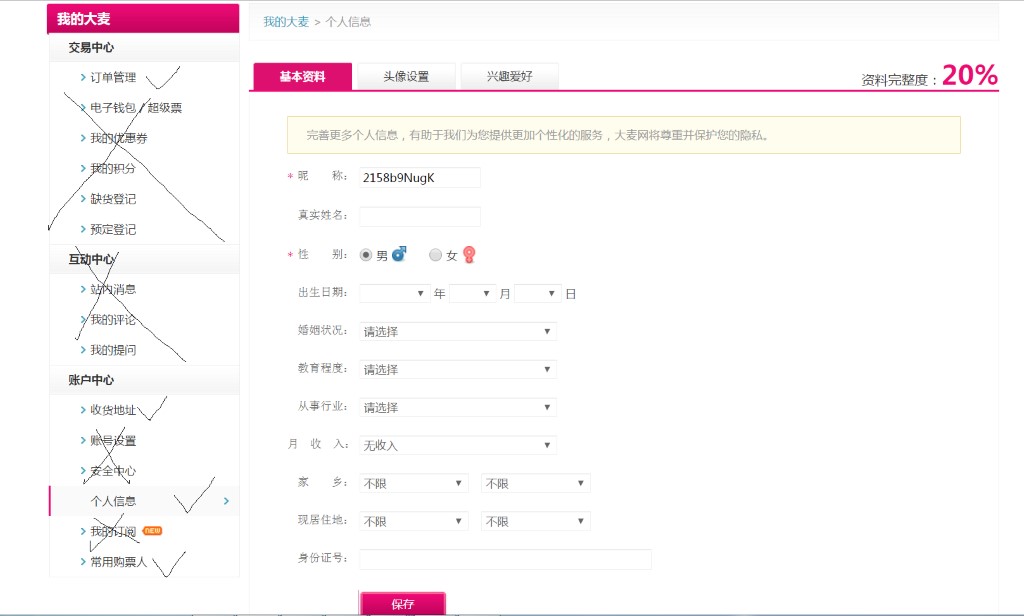 我的大麦
交易中心
订单管理
电子钱包/超级票
我的优惠券
我的积分
缺货登记
预定登记
互动中心
站内消息
我的评论
我的提问
账户中心
收货地址
账号设置
安全中心
个人信息
我的订阅 NEW
常用购票人
我的大麦 > 个人信息
基本资料 头像设置 兴趣爱好 资料完整度：20%
完善更多个人信息，有助于我们为您提供更加个性化的服务，大麦网将尊重并保护您的隐私。
* 昵 称： 2158b9NugK
真实姓名：
* 性 别： 男 女
出生日期： 年 月 日
婚姻状况： 请选择
教育程度： 请选择
从事行业： 请选择
月 收 入： 无收入
家 乡： 不限 不限
现居住地： 不限 不限
身份证号：
保存